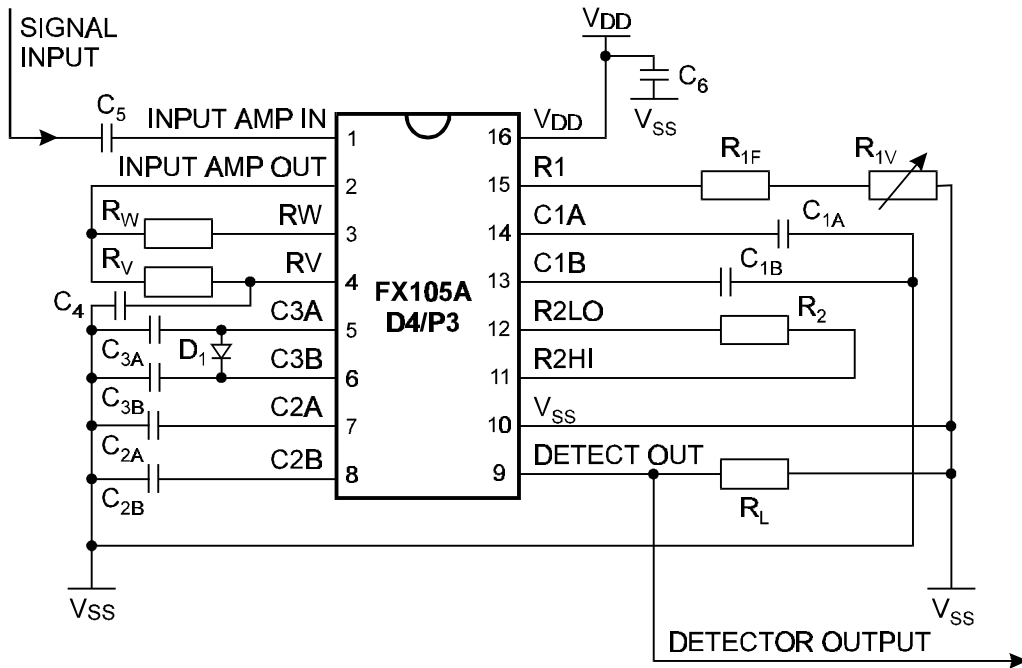 SIGNAL
INPUT
VDD
C6
VSS
C5
INPUT AMP IN
1
16
VDD
INPUT AMP OUT
2
15
R1
R1F
R1V
RW
RW
3
14
C1A
C1A
RV
RV
4
13
C1B
C1B
FX105A
D4/P3
C4
C3A
5
12
R2LO
R2
C3A
D1
C3B
6
11
R2HI
C3B
C2A
7
10
VSS
C2A
C2B
8
9
DETECT OUT
C2B
RL
VSS
VSS
DETECTOR OUTPUT